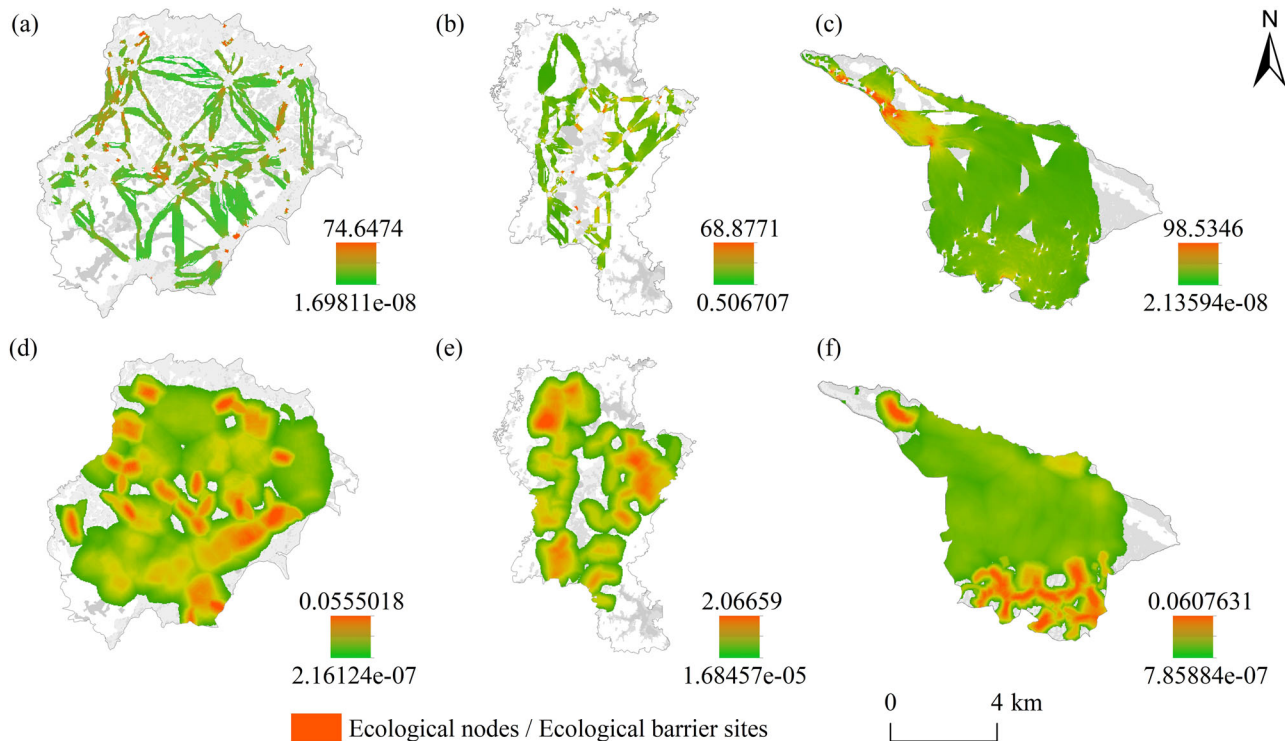 (a)
(b)
(c)
N
74.6474
1.69811e-08
68.8771
0.506707
98.5346
2.13594e-08
(d)
(e)
(f)
0.0555018
2.16124e-07
2.06659
1.68457e-05
0.0607631
7.85884e-07
0 4 km
Ecological nodes / Ecological barrier sites